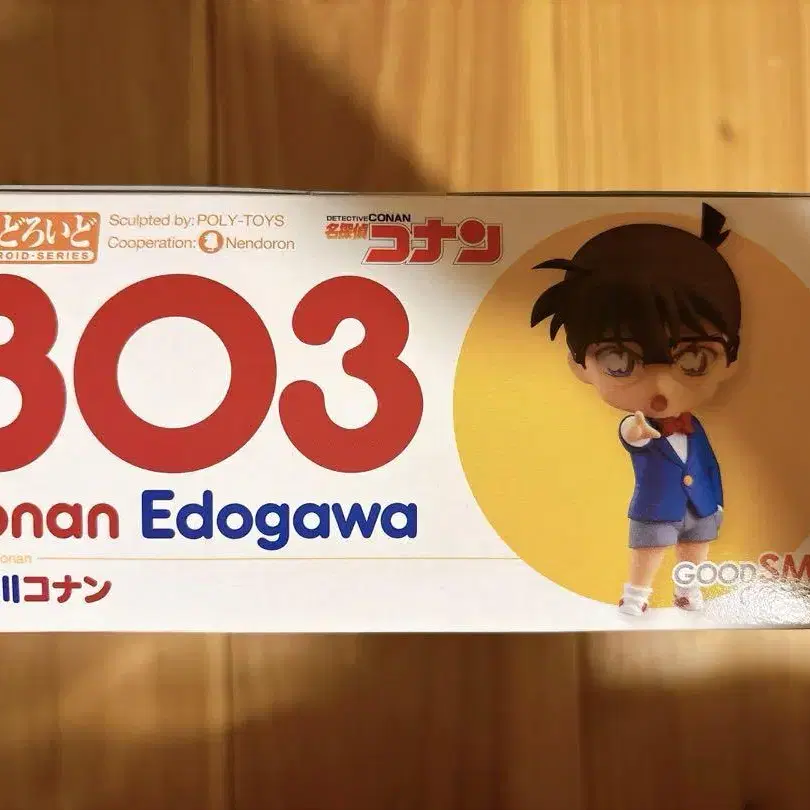 どろいど
ROID-SERIES
Sculpted by: POLY-TOYS
Cooperation: Nendoron
DETECTIVE CONAN
名探偵コナン
803
onan Edogawa
Conan
川コナン
GOOD SM